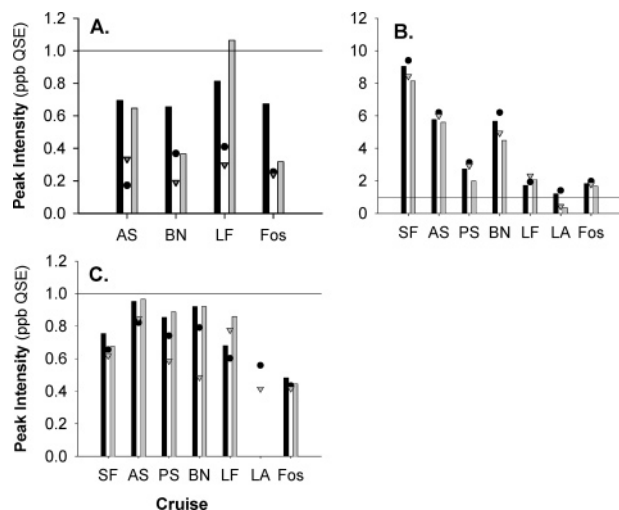 A.
Peak Intensity (ppb QSE)
1.2
1.0
0.8
0.6
0.4
0.2
0.0
AS BN LF Fos
B.
12
10
8
6
4
2
0
SF AS PS BN LF LA Fos
C.
Peak Intensity (ppb QSE)
1.2
1.0
0.8
0.6
0.4
0.2
0.0
SF AS PS BN LF LA Fos
Cruise